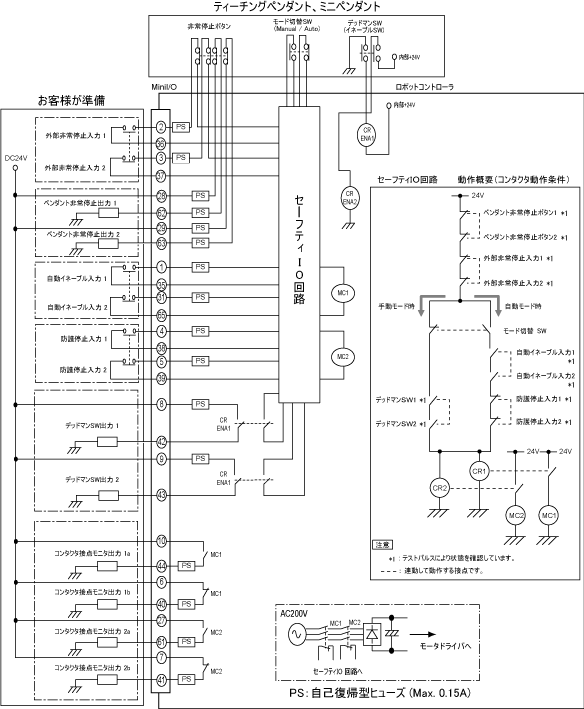 ティーチングペンダント、ミニペンダント
非常停止ボタン
モード切替SW
(Manual / Auto)
デッドマンSW
(イネーブルSW)
内部+24V
MiniI/O
ロボットコントローラ
お客様が準備
DC24V
外部非常停止入力 1
2
PS
36
外部非常停止入力 2
3
PS
37
28
PS
ペンダント非常停止出力 1
62
PS
29
PS
ペンダント非常停止出力 2
63
PS
自動イネーブル入力 1
1
PS
35
自動イネーブル入力 2
31
PS
65
防護停止入力 1
4
PS
38
防護停止入力 2
5
PS
39
8
PS
デッドマンSW出力 1
42
CR
ENA1
9
PS
CR
ENA1
デッドマンSW出力 2
43
10
コンタクタ接点モニタ出力 1a
44
PS
MC1
6
コンタクタ接点モニタ出力 1b
40
PS
MC1
27
コンタクタ接点モニタ出力 2a
61
PS
MC2
7
コンタクタ接点モニタ出力 2b
41
PS
MC2
セーフティIO回路
内部+24V
CR
ENA1
CR
ENA2
MC1
MC2
セーフティIO回路 動作概要(コンタクタ動作条件)
24V
ペンダント非常停止ボタン1 *1
ペンダント非常停止ボタン2 *1
外部非常停止入力1 *1
外部非常停止入力2 *1
手動モード時
自動モード時
モード切替 SW
自動イネーブル入力1
*1
自動イネーブル入力2
*1
デッドマンSW1 *1
防護停止入力1 *1
デッドマンSW2 *1
防護停止入力2 *1
24V
24V
CR1
CR2
MC2
MC1
注意
*1 : テストパルスにより状態を確認しています。
---- : 連動して動作する接点です。
AC200V
MC1
MC2
モータドライバへ
セーフティIO 回路へ
PS: 自己復帰型ヒューズ (Max. 0.15A)